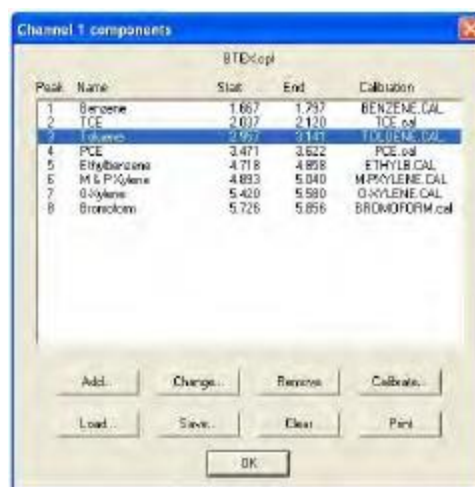 Channel 1 components
BTEX.cpt
Peak Name Start End Calibration
1 Benzene 1.667 1.797 BENZENE.CAL
2 TCE 2.037 2.120 TCE.cal
3 Toluene 2.957 3.141 TOLUENE.CAL
4 PCE 3.471 3.622 PCE.cal
5 Ethylbenzene 4.718 4.858 ETHYLB.CAL
6 M & P Xylene 4.893 5.040 M-PXYLENE.CAL
7 O-Xylene 5.420 5.580 O-XYLENE.CAL
8 Bromoform 5.726 5.856 BROMOFORM.cal
Add... Change... Remove Calibrate...
Load... Save... Clear Print
OK